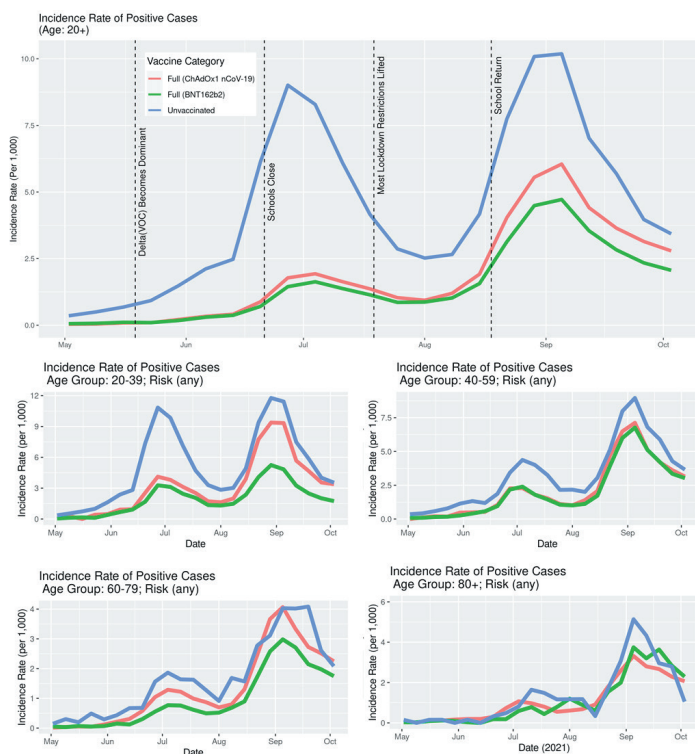 Incidence Rate of Positive Cases
(Age: 20+)
Incidence Rate (Per 1,000)
10.0
7.5
5.0
2.5
0.0
Vaccine Category
Full (ChAdOx1 nCoV-19)
Full (BNT162b2)
Unvaccinated
Delta(VOC) Becomes Dominant
Schools Close
Most Lockdown Restrictions Lifted
School Return
May Jun Jul Aug Sep Oct
Incidence Rate of Positive Cases
Age Group: 20-39; Risk (any)
Incidence Rate (per 1,000)
12
9
6
3
0
May Jun Jul Aug Sep Oct
Date
Incidence Rate of Positive Cases
Age Group: 40-59; Risk (any)
Incidence Rate (per 1,000)
7.5
5.0
2.5
0.0
May Jun Jul Aug Sep Oct
Date
Incidence Rate of Positive Cases
Age Group: 60-79; Risk (any)
Incidence Rate (per 1,000)
4
3
2
1
0
May Jun Jul Aug Sep Oct
Date
Incidence Rate of Positive Cases
Age Group: 80+; Risk (any)
Incidence Rate (per 1,000)
6
4
2
0
May Jun Jul Aug Sep Oct
Date (2021)